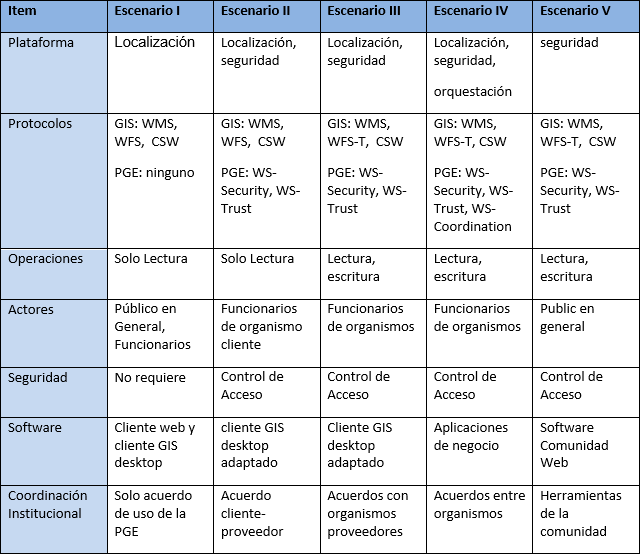 Item Escenario I Escenario II Escenario III Escenario IV Escenario V
Plataforma Localización Localización, Localización, Localización, seguridad
seguridad seguridad seguridad,
orquestación
Protocolos GIS: WMS, GIS: WMS, GIS: WMS, GIS: WMS, GIS: WMS,
WFS, CSW WFS, CSW WFS-T, CSW WFS-T, CSW WFS-T, CSW
PGE: ninguno PGE: WS- PGE: WS- PGE: WS- PGE: WS-
Security, WS- Security, WS- Security, WS- Security, WS-
Trust Trust Trust, WS- Trust
Coordination
Operaciones Solo Lectura Solo Lectura Lectura, Lectura, Lectura,
escritura escritura escritura
Actores Público en Funcionarios Funcionarios Funcionarios Public en
General, de organismo de organismos de organismos general
Funcionarios cliente
Seguridad No requiere Control de Control de Control de Control de
Acceso Acceso Acceso Acceso
Software Cliente web y cliente GIS Cliente GIS Aplicaciones Software
cliente GIS desktop desktop de negocio Comunidad
desktop adaptado adaptado Web
Coordinación Solo acuerdo Acuerdo Acuerdos con Acuerdos entre Herramientas
Institucional de uso de la cliente- organismos organismos de la
PGE proveedor proveedores comunidad